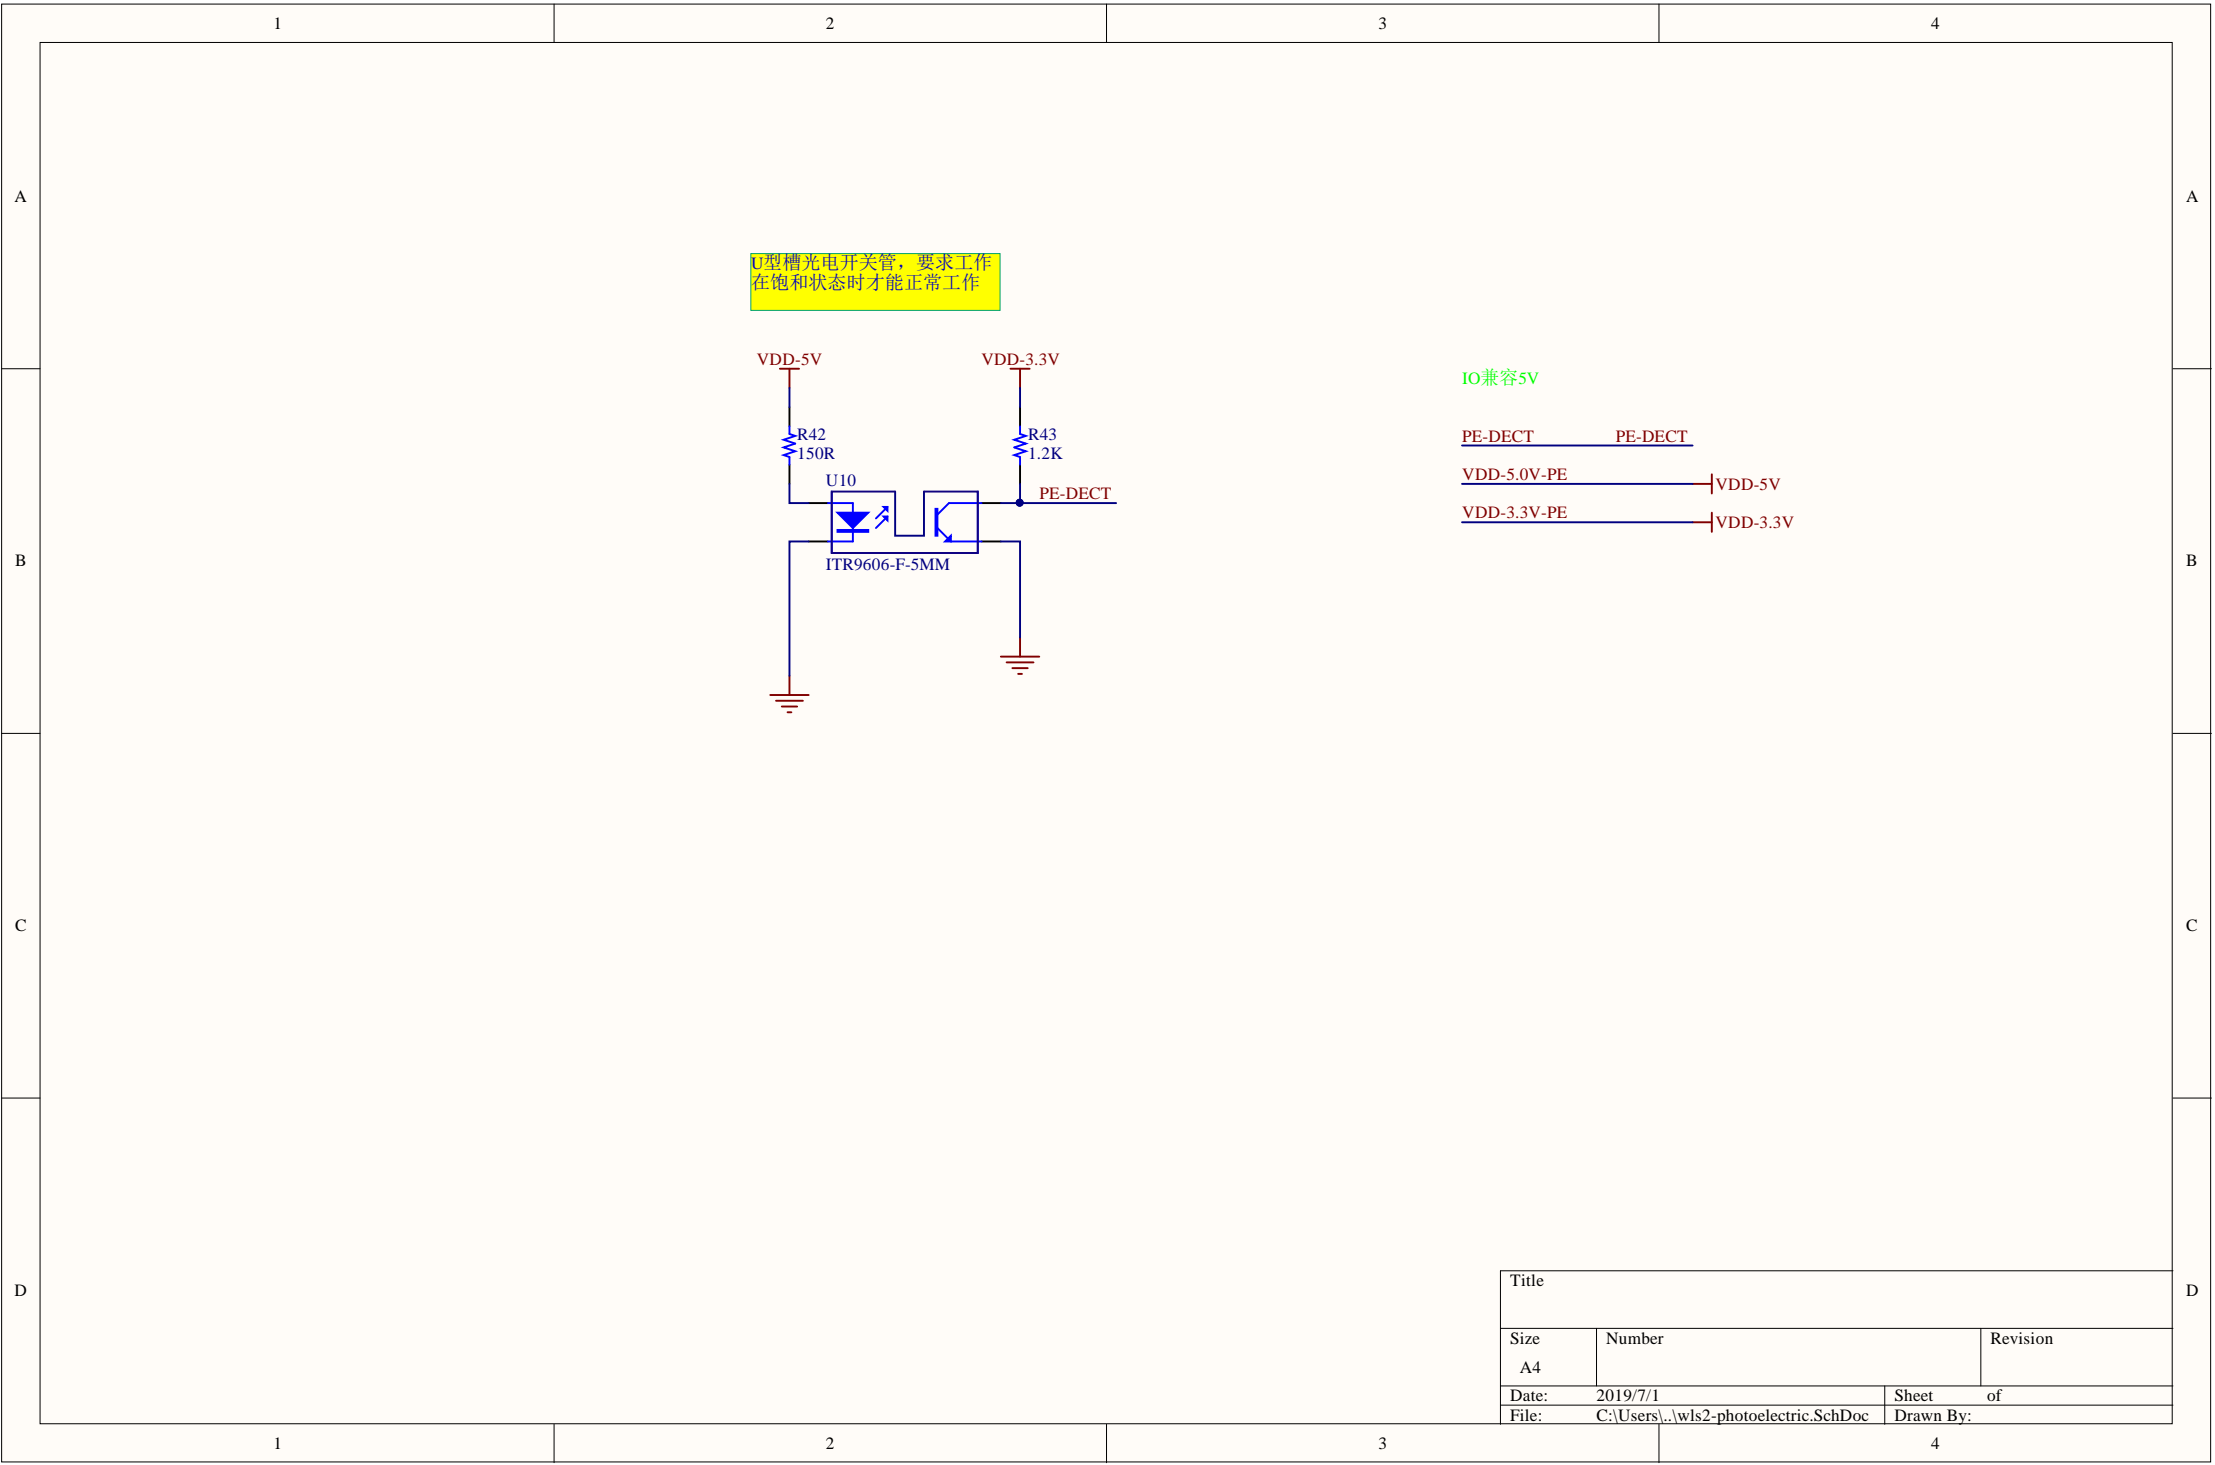 1 2 3 4
A A
U型槽光电开关管，要求工作
在饱和状态时才能正常工作
VDD-5V VDD-3.3V
IO兼容5V
R42
150R
R43
1.2K
PE-DECT PE-DECT
VDD-5.0V-PE VDD-5V
U10
PE-DECT
VDD-3.3V-PE VDD-3.3V
B B
ITR9606-F-5MM
C C
D D
Title
Size Number Revision
A4
Date: 2019/7/1 Sheet of
File: C:\Users\..\wls2-photoelectric.SchDoc Drawn By:
1 2 3 4